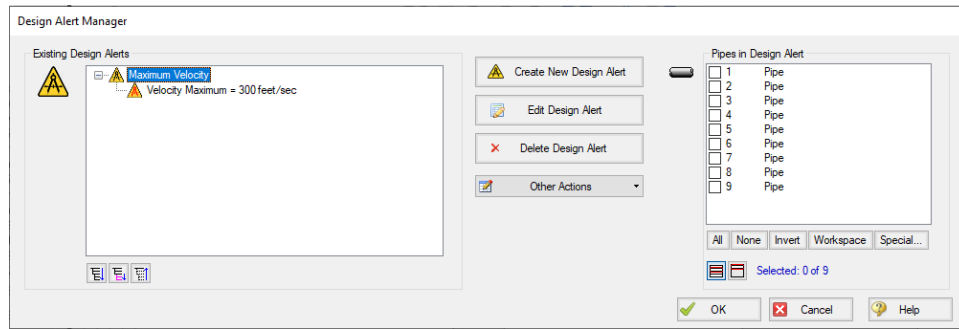 Design Alert Manager
Existing Design Alerts
Maximum Velocity
Velocity Maximum = 300 feet/sec
Create New Design Alert
Edit Design Alert
Delete Design Alert
Other Actions
Pipes in Design Alert
1 Pipe
2 Pipe
3 Pipe
4 Pipe
5 Pipe
6 Pipe
7 Pipe
8 Pipe
9 Pipe
All None Invert Workspace Special...
Selected: 0 of 9
OK Cancel Help